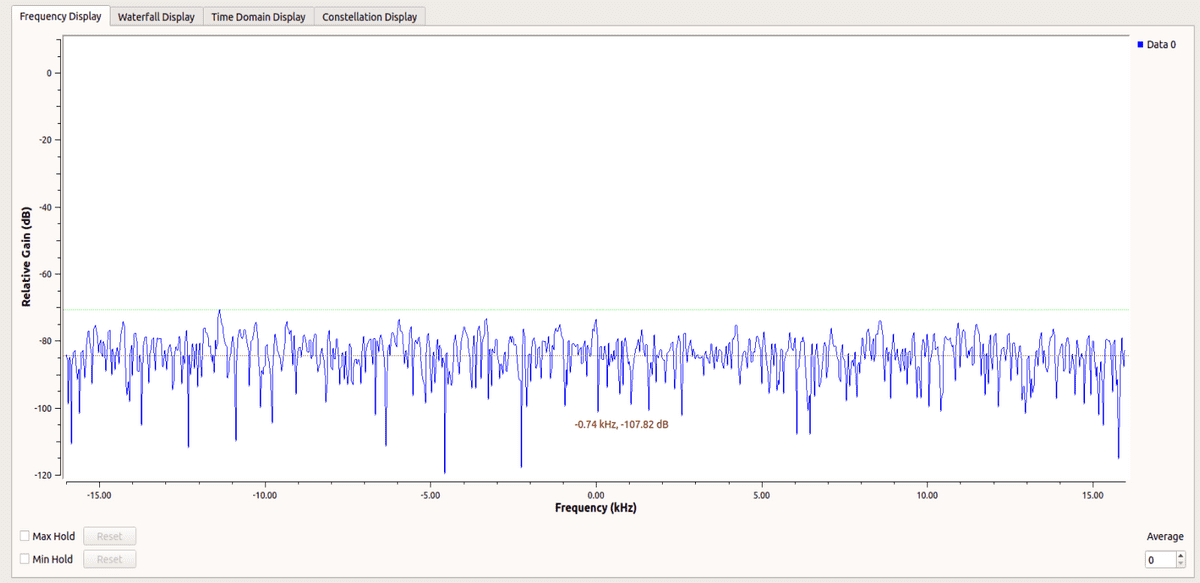 Frequency Display Waterfall Display Time Domain Display Constellation Display
Data 0
Relative Gain (dB)
0
-20
-40
-60
-80
-100
-120
-0.74 kHz, -107.82 dB
-15.00 -10.00 -5.00 0.00 5.00 10.00 15.00
Frequency (kHz)
Max Hold Reset
Average
Min Hold Reset
0